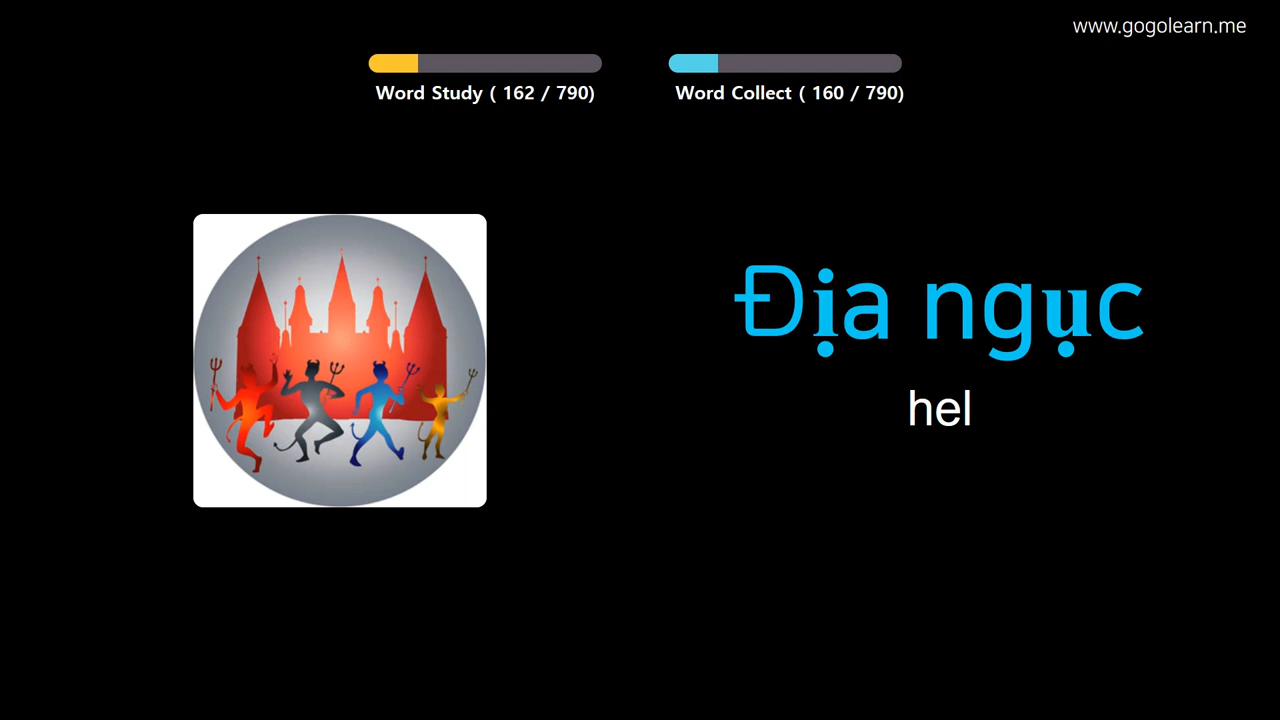 www.gogolearn.me
Word Study ( 162 / 790)
Word Collect ( 160 / 790)
Địa ngục
hel